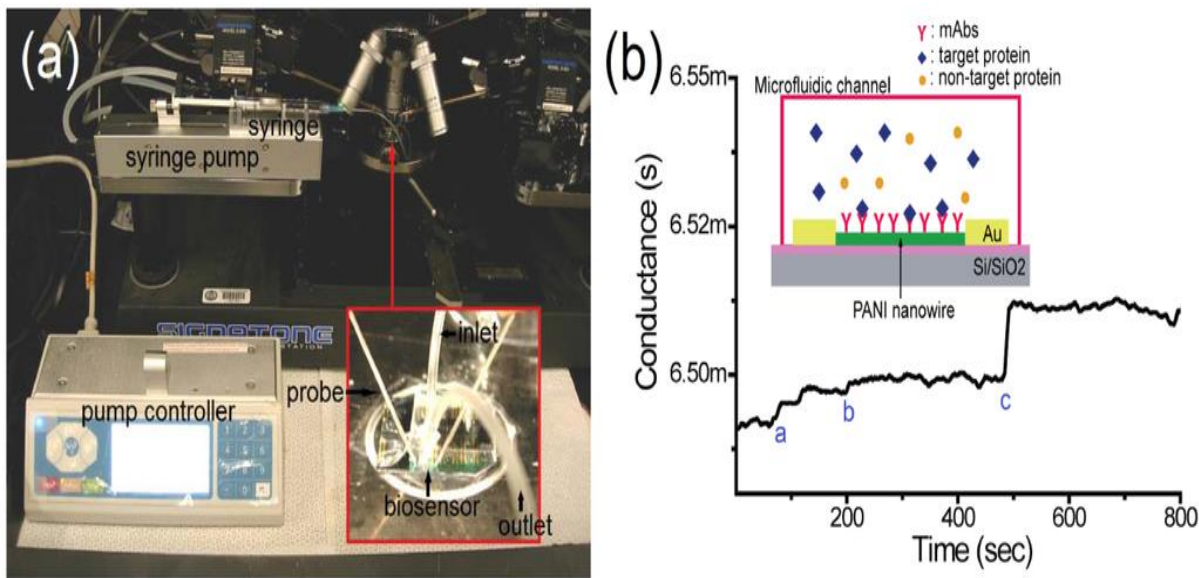 (a)
syringe
syringe pump
SIGNATONE
pump controller
inlet
probe
biosensor
outlet
(b)
: mAbs
: target protein
: non-target protein
Microfluidic channel
Au
Si/SiO2
PANI nanowire
Conductance (s)
6.55m
6.52m
6.50m
a
b
c
200
400
600
800
Time (sec)